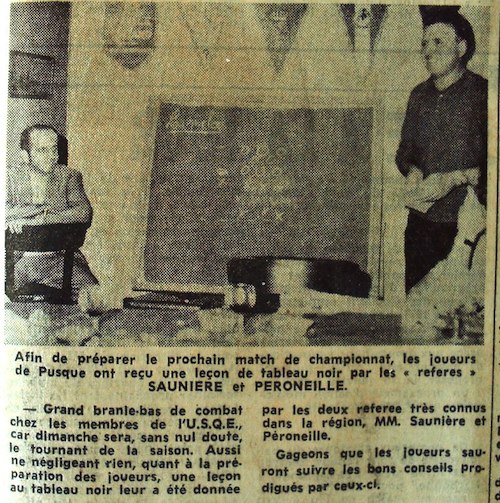 Afin de préparer le prochain match de championnat, les joueurs
de Pusque ont reçu une leçon de tableau noir par les « referes »
SAUNIERE et PERONEILLE.
— Grand branle-bas de combat
chez les membres de l'U.S.Q.E.,
car dimanche sera, sans nul doute,
le tournant de la saison. Aussi
ne négligeant rien, quant à la pré-
paration des joueurs, une leçon
au tableau noir leur a été donnée
par les deux referee très connus
dans la région, MM. Saunière et
Péroneille.
Gageons que les joueurs sau-
ront suivre les bons conseils pro-
digués par ceux-ci.